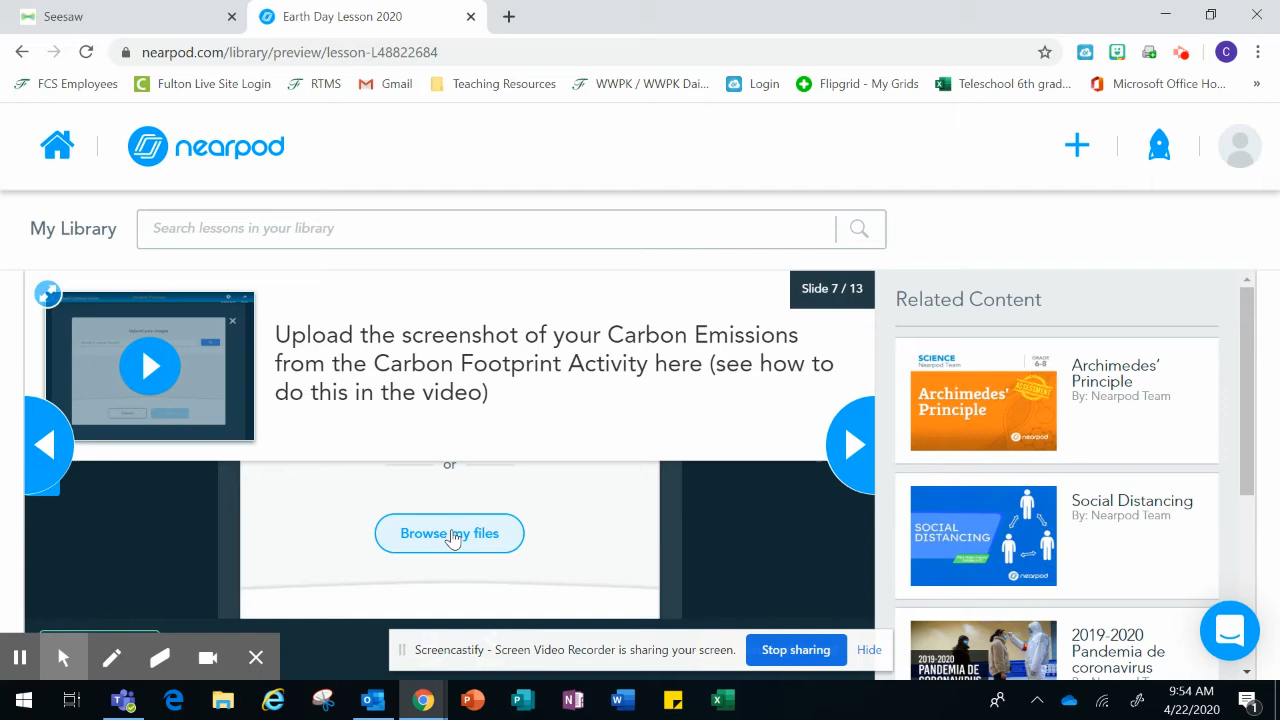 Seesaw
Earth Day Lesson 2020
nearpod.com/library/preview/lesson-L48822684
C
FCS Employees
Fulton Live Site Login
RTMS
Gmail
Teaching Resources
WWPK / WWPK Dai...
Login
Flipgrid - My Grids
Teleschool 6th grad...
Microsoft Office Ho...
»
nearpod
My Library
Search lessons in your library
Slide 7 / 13
Upload the screenshot of your Carbon Emissions
from the Carbon Footprint Activity here (see how to
do this in the video)
or
Browse my files
Related Content
SCIENCE
Nearpod Team
GRADE
6-8
Archimedes'
Principle
ASSESSMENT
nearpod
Archimedes'
Principle
By: Nearpod Team
SOCIAL
DISTANCING
nearpod
Social Distancing
By: Nearpod Team
2019-2020
PANDEMIA DE
CORONAVIRUS
2019-2020
Pandemia de
coronavirus
Screencastify - Screen Video Recorder is sharing your screen.
Stop sharing
Hide
9:54 AM
4/22/2020
1